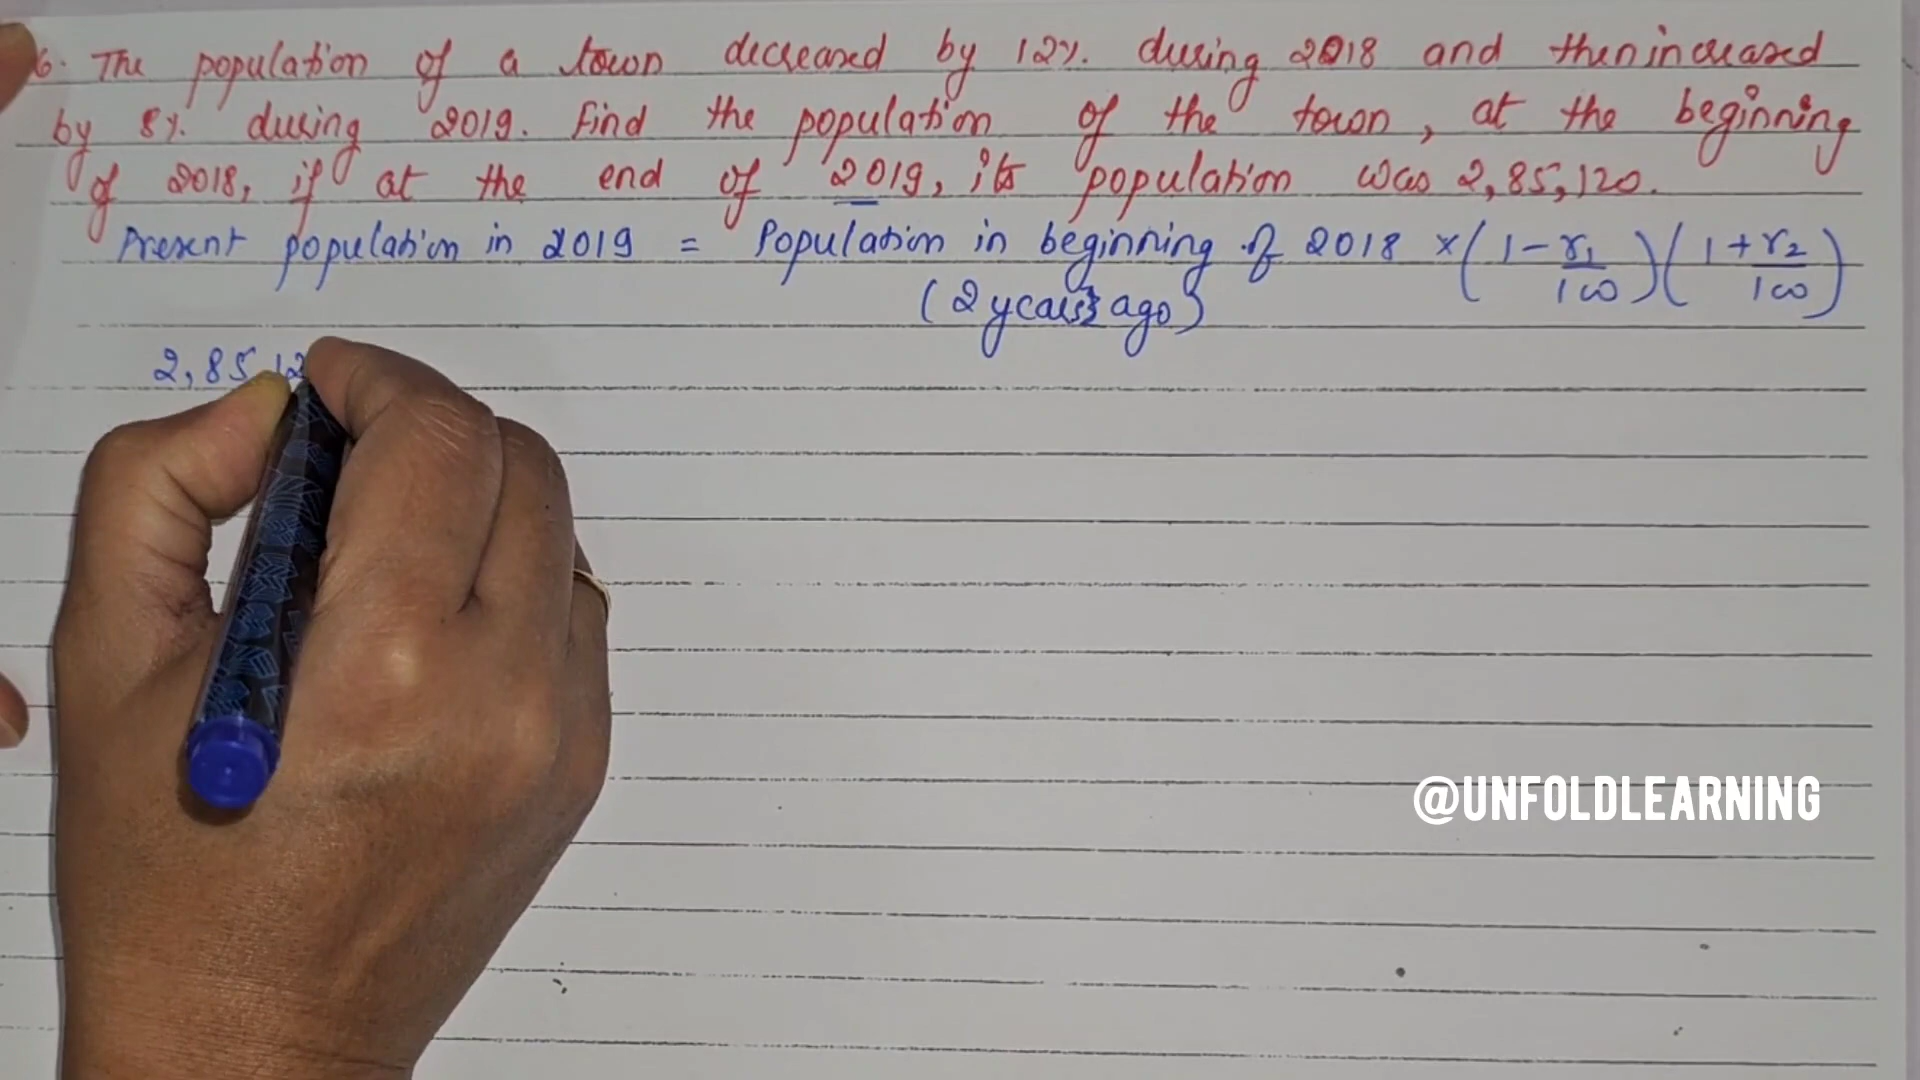 6. The population of a town decreased by 12%. during 2018 and then increased
by 8%. during 2019. Find the population of the town, at the beginning
of 2018, if at the end of 2019, its population was 2,85,120.
Present population in 2019 = Population in beginning of 2018 × (1 - r₁/100)(1 + r₂/100)
(2 years ago)
2,85,12
@UNFOLDLEARNING